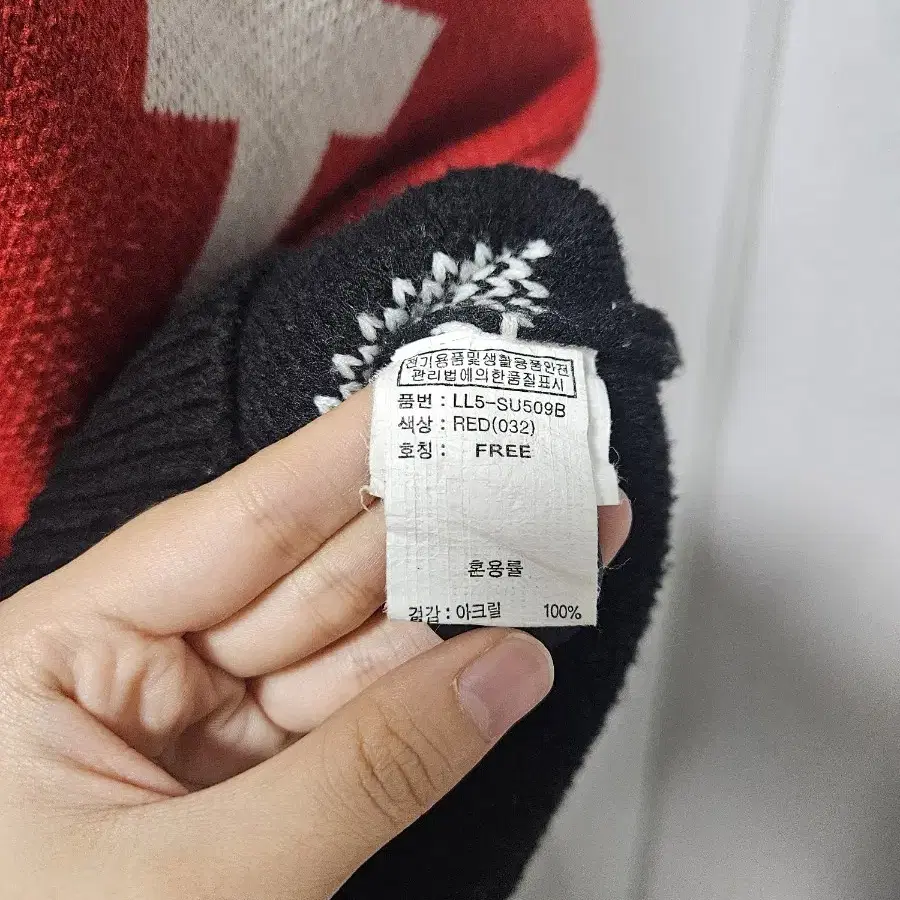 전기용품및생활용품안전
관리법에의한품질표시
품번 : LL5-SU509B
색상 : RED(032)
호칭 : FREE
혼용률
겉감 : 아크릴 100%